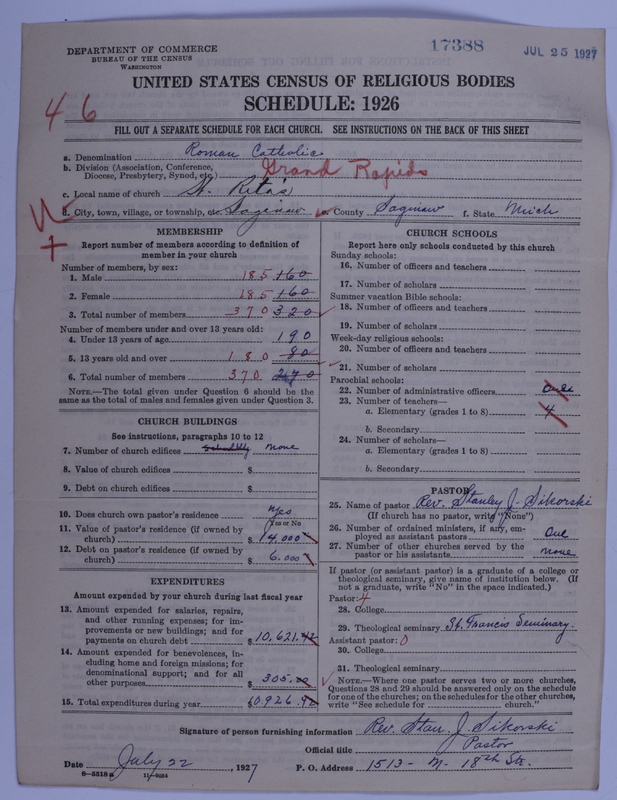 17388
JUL 25 1927
DEPARTMENT OF COMMERCE
BUREAU OF THE CENSUS
WASHINGTON
UNITED STATES CENSUS OF RELIGIOUS BODIES
SCHEDULE: 1926
46
FILL OUT A SEPARATE SCHEDULE FOR EACH CHURCH. SEE INSTRUCTIONS ON THE BACK OF THIS SHEET
a. Denomination Roman Catholic
b. Division (Association, Conference, Diocese, Presbytery, Synod, etc.) Grand Rapids
c. Local name of church St. Rita's
d. City, town, village, or township, etc. Saginaw e. County Saginaw f. State Mich
MEMBERSHIP
Report number of members according to definition of
member in your church
Number of members, by sex:
1. Male 185 160
2. Female 185 160
3. Total number of members 370 320
Number of members under and over 13 years old:
4. Under 13 years of age 190
5. 13 years old and over 180 80
6. Total number of members 370 270
NOTE.—The total given under Question 6 should be
same as the total of males and females given under Question 3.
CHURCH BUILDINGS
See instructions, paragraphs 10 to 12
7. Number of church edifices none
8. Value of church edifices $
9. Debt on church edifices $
10. Does church own pastor's residence Yes
Yes or No
11. Value of pastor's residence (if owned by
church) $ 14,000
12. Debt on pastor's residence (if owned by
church) $ 6.000
EXPENDITURES
Amount expended by your church during last fiscal year
13. Amount expended for salaries, repairs,
and other running expenses; for im-
provements or new buildings; and for
payments on church debt $ 10,621.42
14. Amount expended for benevolences, in-
cluding home and foreign missions; for
denominational support; and for all
other purposes $ 305.
15. Total expenditures during year 10.926.92
CHURCH SCHOOLS
Report here only schools conducted by this church
Sunday schools:
16. Number of officers and teachers
17. Number of scholars
Summer vacation Bible schools:
18. Number of officers and teachers
19. Number of scholars
Week-day religious schools:
20. Number of officers and teachers
21. Number of scholars
Parochial schools:
22. Number of administrative officers One
23. Number of teachers—
a. Elementary (grades 1 to 8) 4
b. Secondary
24. Number of scholars—
a. Elementary (grades 1 to 8)
b. Secondary
PASTOR
25. Name of pastor Rev. Stanley J. Sikorski
(If church has no pastor, write "None")
26. Number of ordained ministers, if any, em-
ployed as assistant pastors One
27. Number of other churches served by the
pastor or his assistants none
If pastor (or assistant pastor) is a graduate of a college or
theological seminary, give name of institution below. (If
not a graduate, write "No" in the space indicated.)
Pastor: 4
28. College
29. Theological seminary St. Francis Seminary.
Assistant pastor: 0
30. College
31. Theological seminary
NOTE.—Where one pastor serves two or more churches,
Questions 28 and 29 should be answered only on the schedule
for one of the churches; on the schedules for the other churches,
write "See schedule for church."
Signature of person furnishing information Rev. Stan. J. Sikorski
Official title Pastor
Date July 22, 1927 P. O. Address 1513 - M. 18th Str.
8—5518a 11—9034